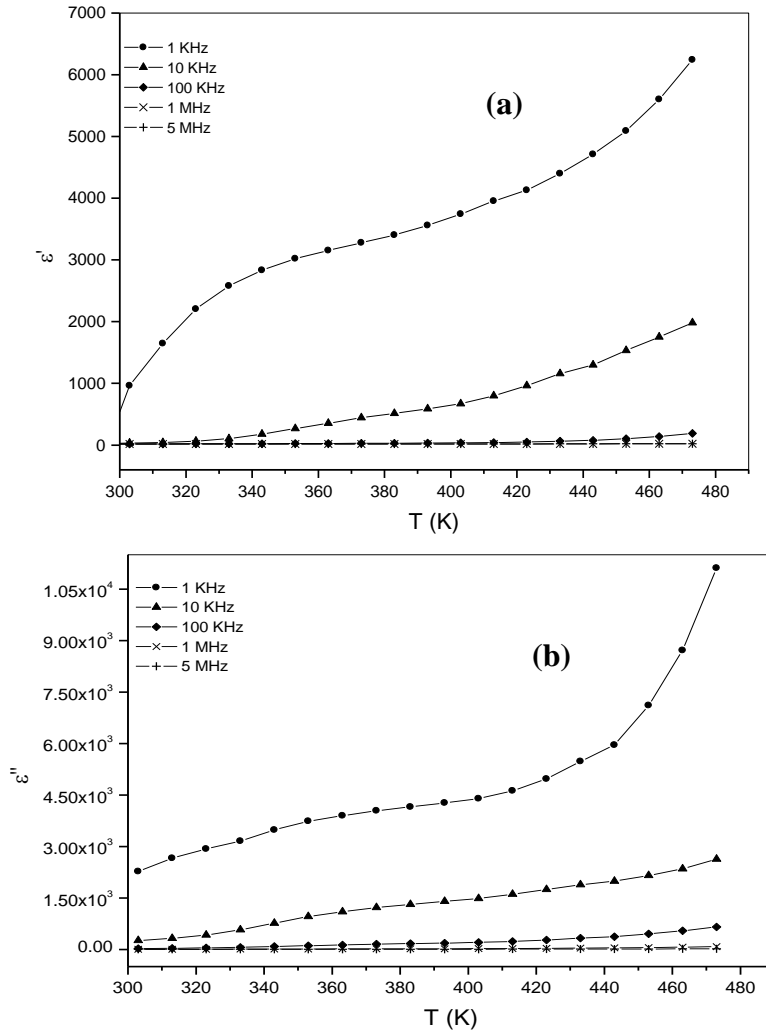 7000
6000
5000
4000
3000
2000
1000
0
ε'
1 KHz
10 KHz
100 KHz
1 MHz
5 MHz
(a)
300 320 340 360 380 400 420 440 460 480
T (K)
1.05x10⁴
9.00x10³
7.50x10³
6.00x10³
4.50x10³
3.00x10³
1.50x10³
0.00
ε''
1 KHz
10 KHz
100 KHz
1 MHz
5 MHz
(b)
300 320 340 360 380 400 420 440 460 480
T (K)